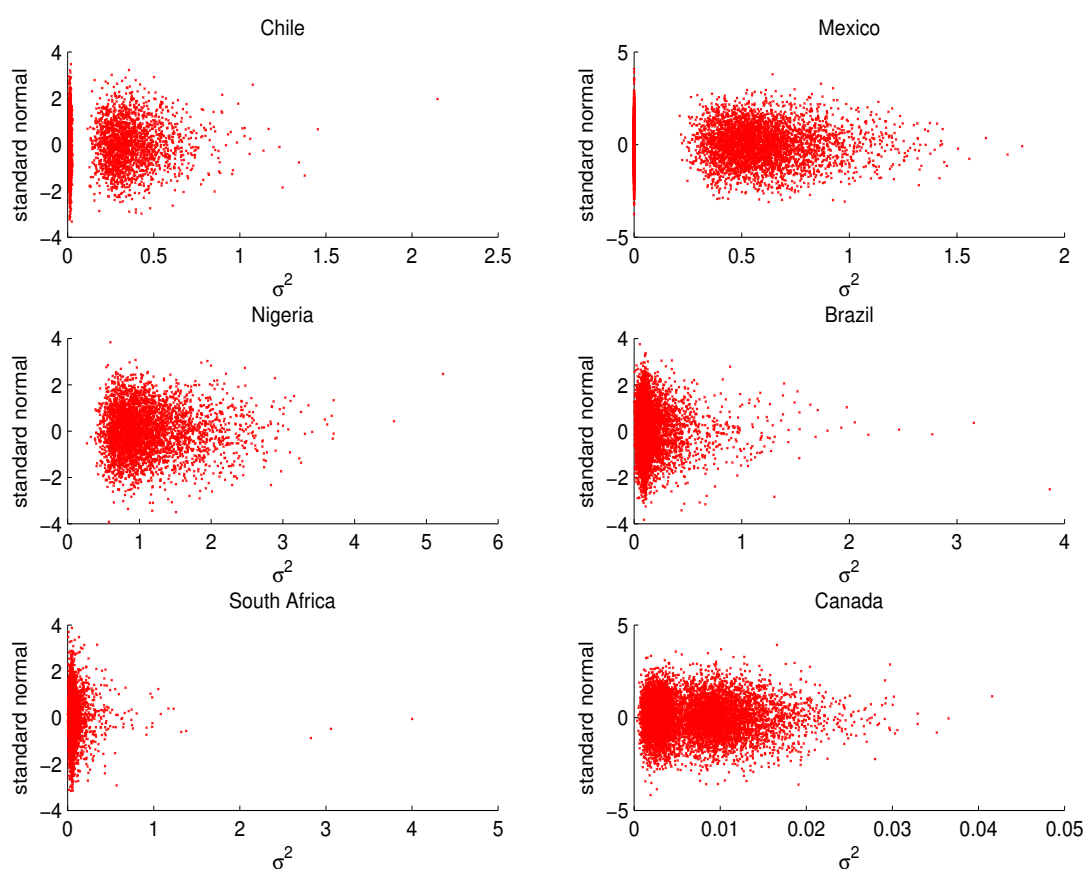 Chile
4
2
0
−2
−4
standard normal
0 0.5 1 1.5 2 2.5
σ²
Mexico
5
0
−5
standard normal
0 0.5 1 1.5 2
σ²
Nigeria
4
2
0
−2
−4
standard normal
0 1 2 3 4 5 6
σ²
Brazil
4
2
0
−2
−4
standard normal
0 1 2 3 4
σ²
South Africa
4
2
0
−2
−4
standard normal
0 1 2 3 4 5
σ²
Canada
5
0
−5
standard normal
0 0.01 0.02 0.03 0.04 0.05
σ²